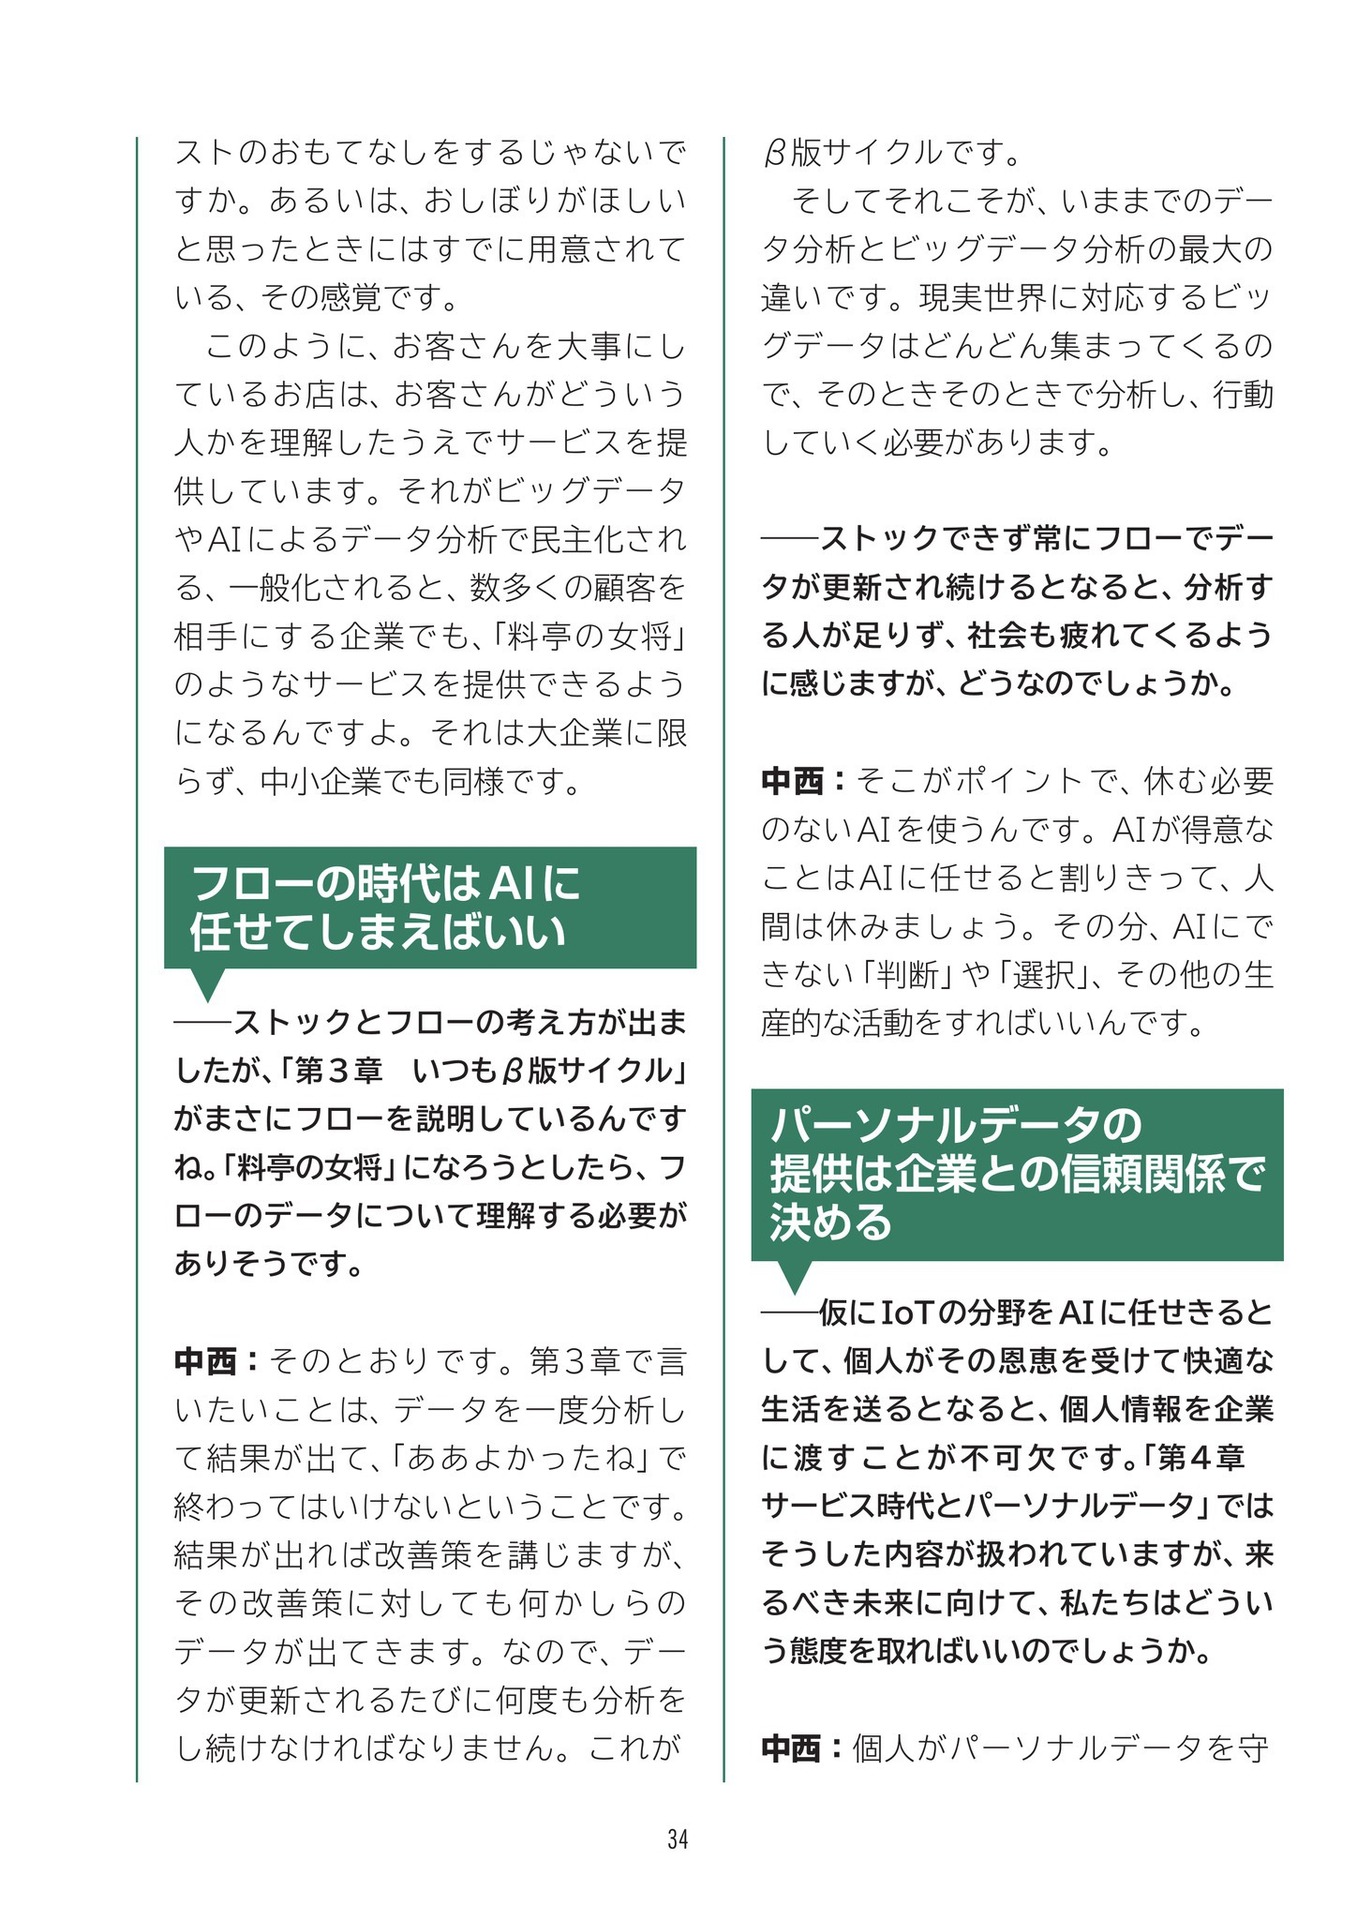 ストのおもてなしをするじゃないで
すか。あるいは、おしぼりがほしい
と思ったときにはすでに用意されて
いる、その感覚です。
　このように、お客さんを大事にし
ているお店は、お客さんがどういう
人かを理解したうえでサービスを提
供しています。それがビッグデータ
やAIによるデータ分析で民主化され
る、一般化されると、数多くの顧客を
相手にする企業でも、「料亭の女将」
のようなサービスを提供できるよう
になるんですよ。それは大企業に限
らず、中小企業でも同様です。
フローの時代はAIに
任せてしまえばいい
――ストックとフローの考え方が出ま
したが、「第３章　いつもβ版サイクル」
がまさにフローを説明しているんです
ね。「料亭の女将」になろうとしたら、フ
ローのデータについて理解する必要が
ありそうです。
中西：そのとおりです。第3章で言
いたいことは、データを一度分析し
て結果が出て、「ああよかったね」で
終わってはいけないということです。
結果が出れば改善策を講じますが、
その改善策に対しても何かしらの
データが出てきます。なので、デー
タが更新されるたびに何度も分析を
し続けなければなりません。これが
β版サイクルです。
　そしてそれこそが、いままでのデー
タ分析とビッグデータ分析の最大の
違いです。現実世界に対応するビッ
グデータはどんどん集まってくるの
で、そのときそのときで分析し、行動
していく必要があります。
――ストックできず常にフローでデー
タが更新され続けるとなると、分析す
る人が足りず、社会も疲れてくるよう
に感じますが、どうなのでしょうか。
中西：そこがポイントで、休む必要
のないAIを使うんです。AIが得意な
ことはAIに任せると割りきって、人
間は休みましょう。その分、AIにで
きない「判断」や「選択」、その他の生
産的な活動をすればいいんです。
パーソナルデータの
提供は企業との信頼関係で
決める
――仮にIoTの分野をAIに任せきると
して、個人がその恩恵を受けて快適な
生活を送るとなると、個人情報を企業
に渡すことが不可欠です。「第４章
サービス時代とパーソナルデータ」では
そうした内容が扱われていますが、来
るべき未来に向けて、私たちはどうい
う態度を取ればいいのでしょうか。
中西：個人がパーソナルデータを守
34